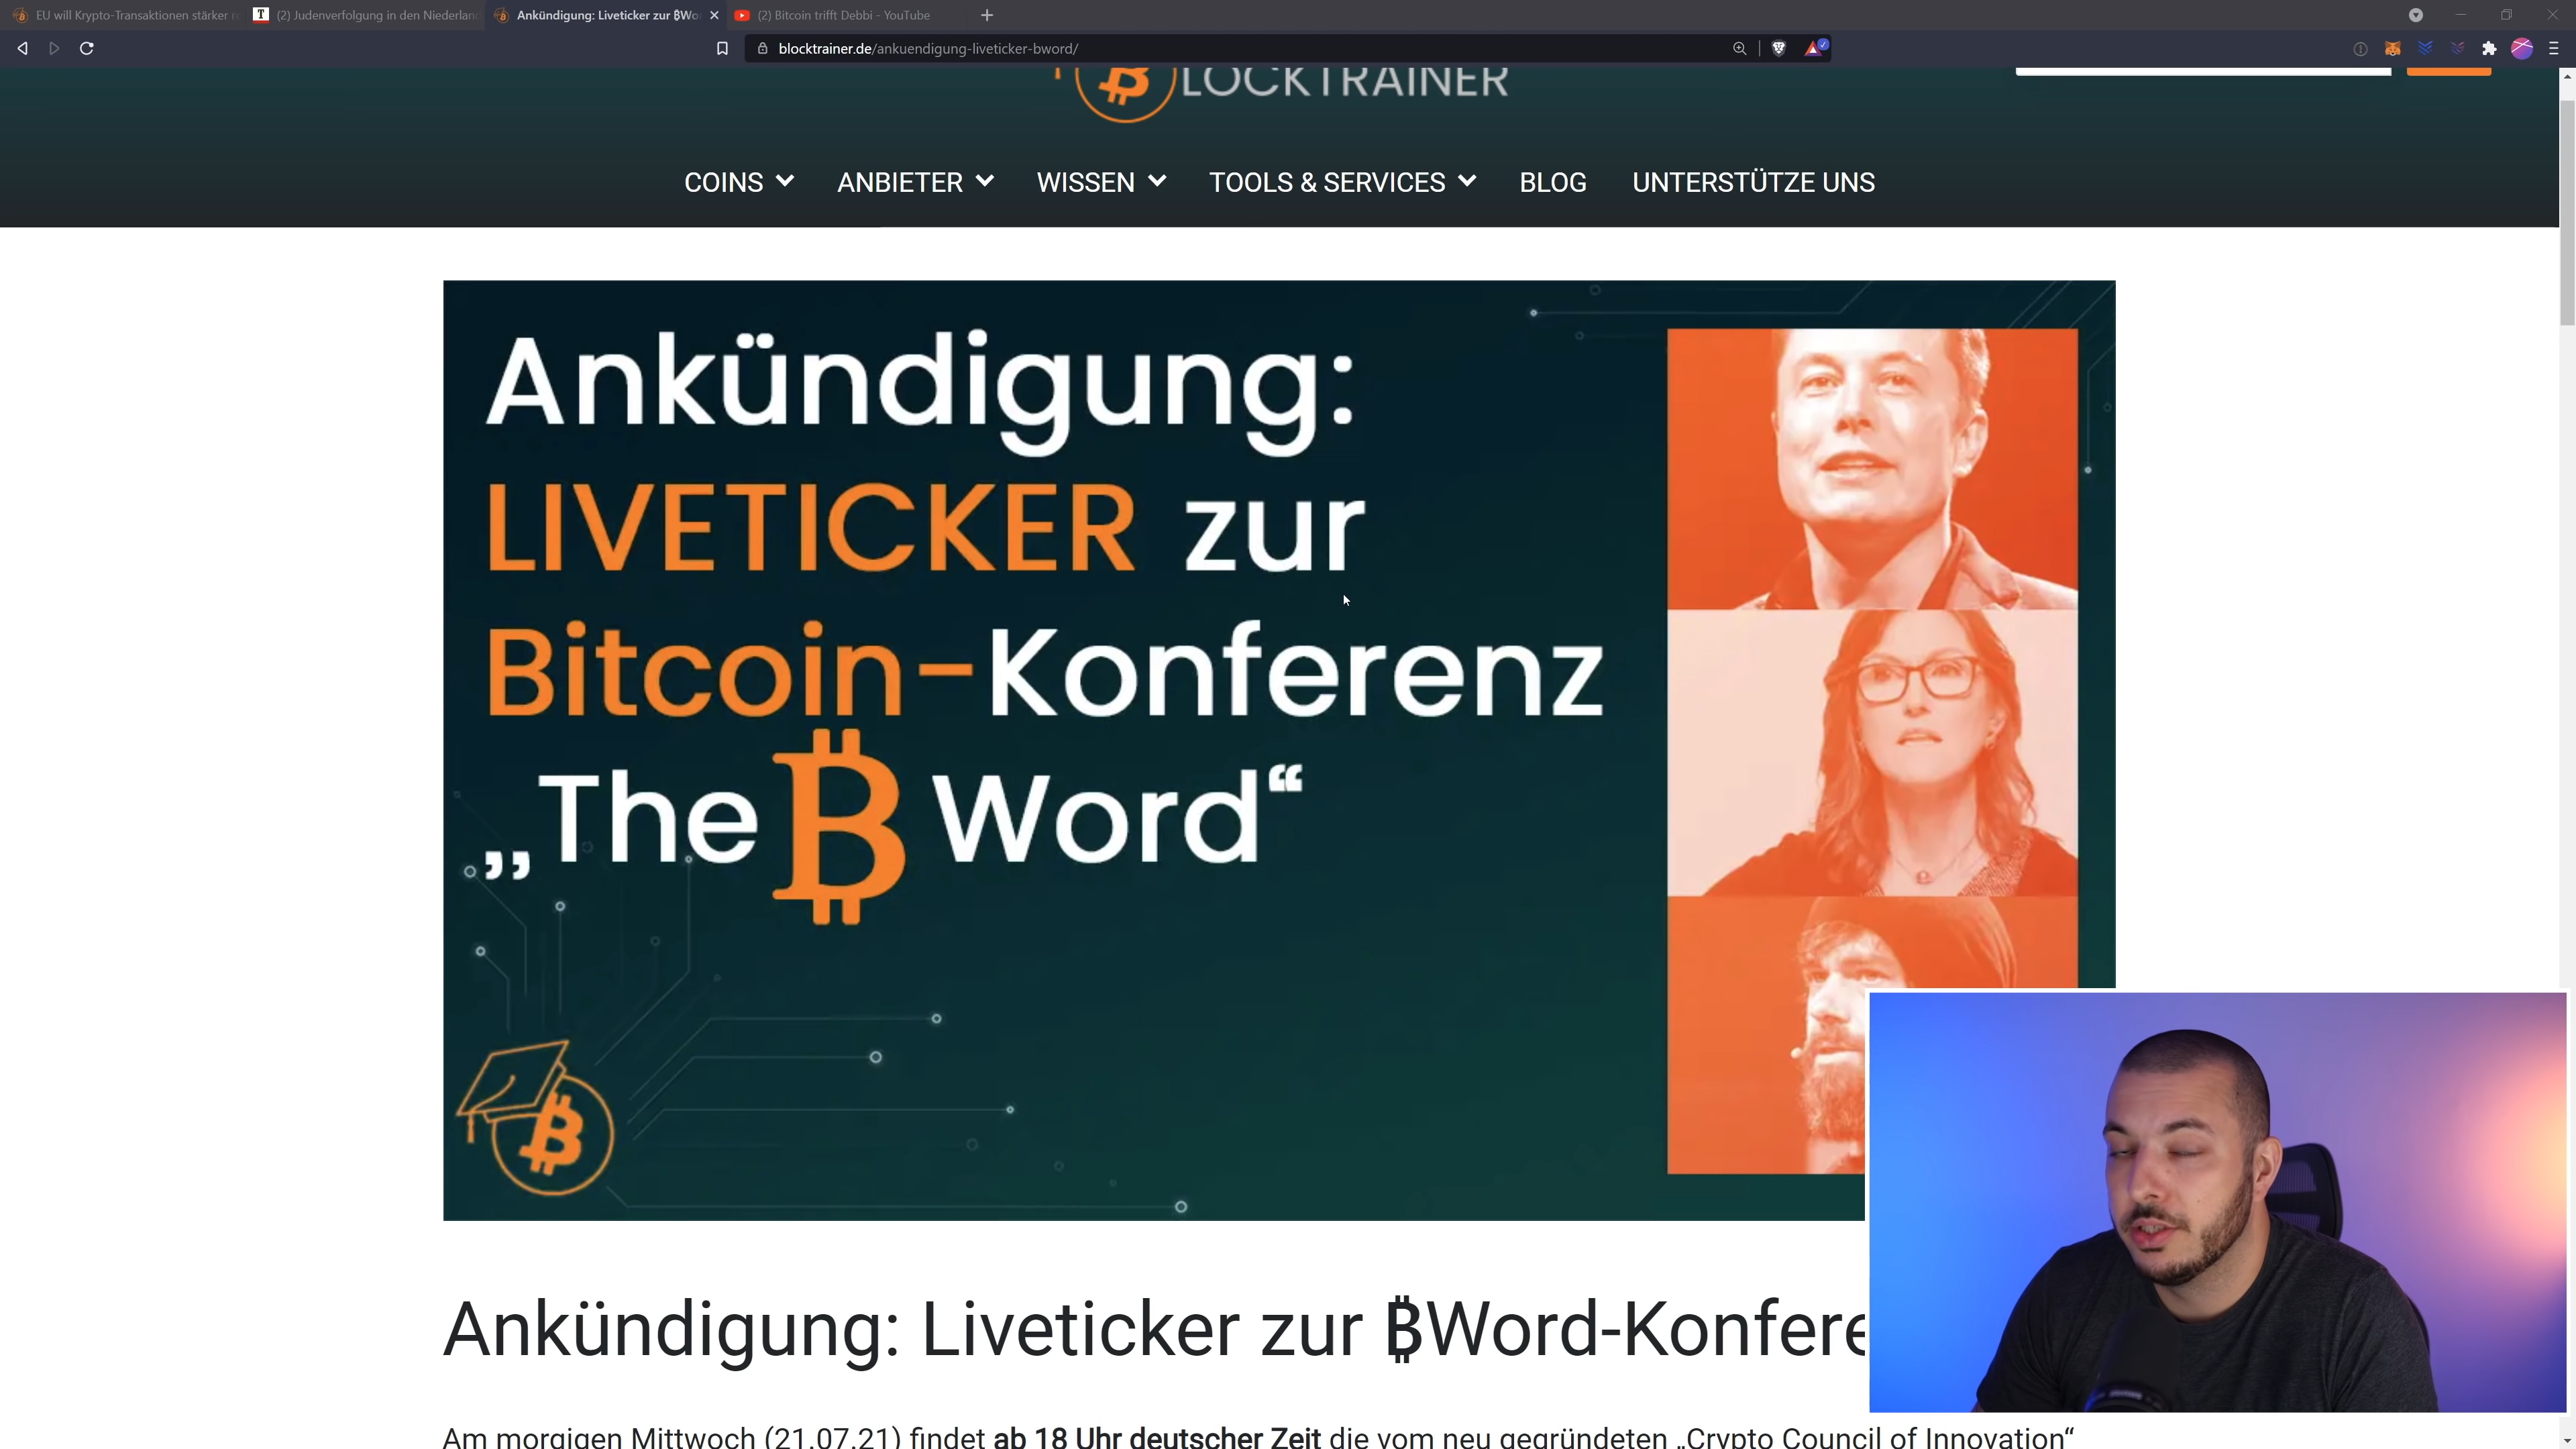 EU will Krypto-Transaktionen stärker
(2) Judenverfolgung in den Niederlan
Ankündigung: Liveticker zur ₿Wo
(2) Bitcoin trifft Debbi - YouTube
blocktrainer.de/ankuendigung-liveticker-bword/
LOCKTRAINER
COINS
ANBIETER
WISSEN
TOOLS & SERVICES
BLOG
UNTERSTÜTZE UNS
Ankündigung:
LIVETICKER zur
Bitcoin-Konferenz
„The ₿ Word“
Ankündigung: Liveticker zur ₿Word-Konfere
Am morgigen Mittwoch (21.07.21) findet ab 18 Uhr deutscher Zeit die vom neu gegründeten „Crypto Council of Innovation“